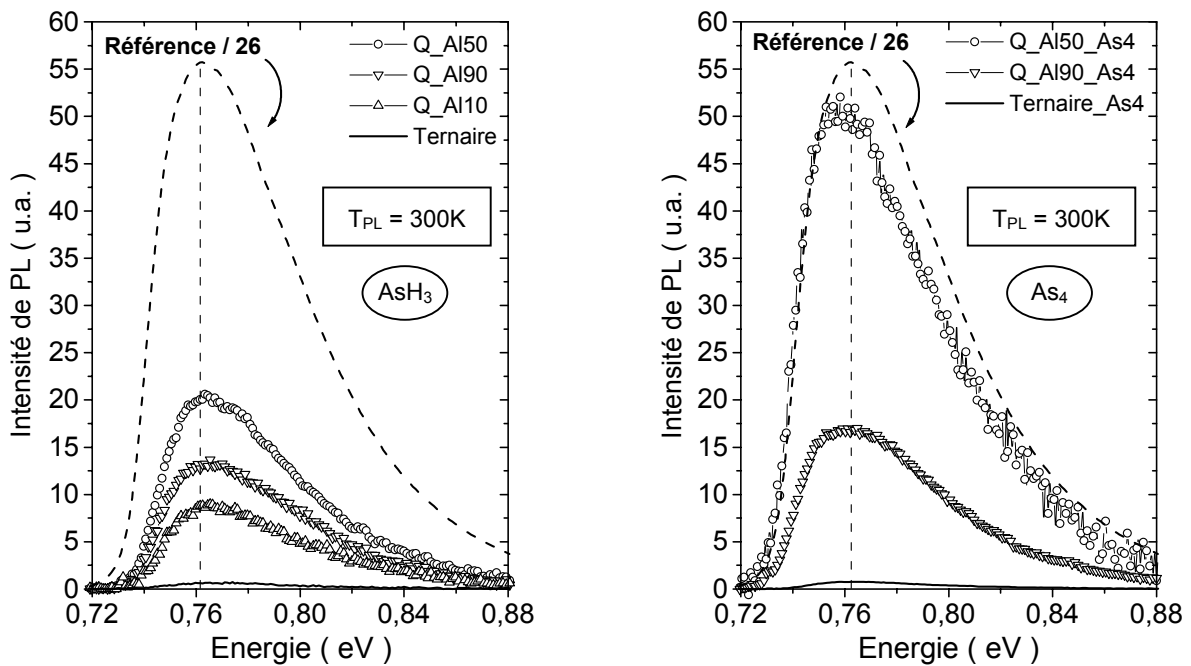 60
55
50
45
40
35
30
25
20
15
10
5
0
Intensité de PL ( u.a. )
Référence / 26
Q_Al50
Q_Al90
Q_Al10
Ternaire
T_PL = 300K
AsH₃
0,72 0,76 0,80 0,84 0,88
Energie ( eV )
60
55
50
45
40
35
30
25
20
15
10
5
0
Intensité de PL ( u.a. )
Référence / 26
Q_Al50_As4
Q_Al90_As4
Ternaire_As4
T_PL = 300K
As₄
0,72 0,76 0,80 0,84 0,88
Energie ( eV )